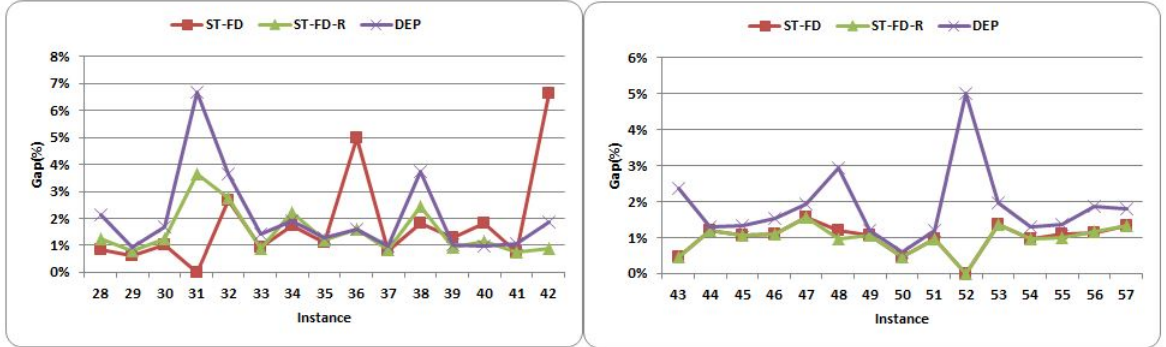 ST-FD ST-FD-R DEP
8%
7%
6%
5%
4%
3%
2%
1%
0%
Gap(%)
28 29 30 31 32 33 34 35 36 37 38 39 40 41 42
Instance
ST-FD ST-FD-R DEP
6%
5%
4%
3%
2%
1%
0%
Gap(%)
43 44 45 46 47 48 49 50 51 52 53 54 55 56 57
Instance